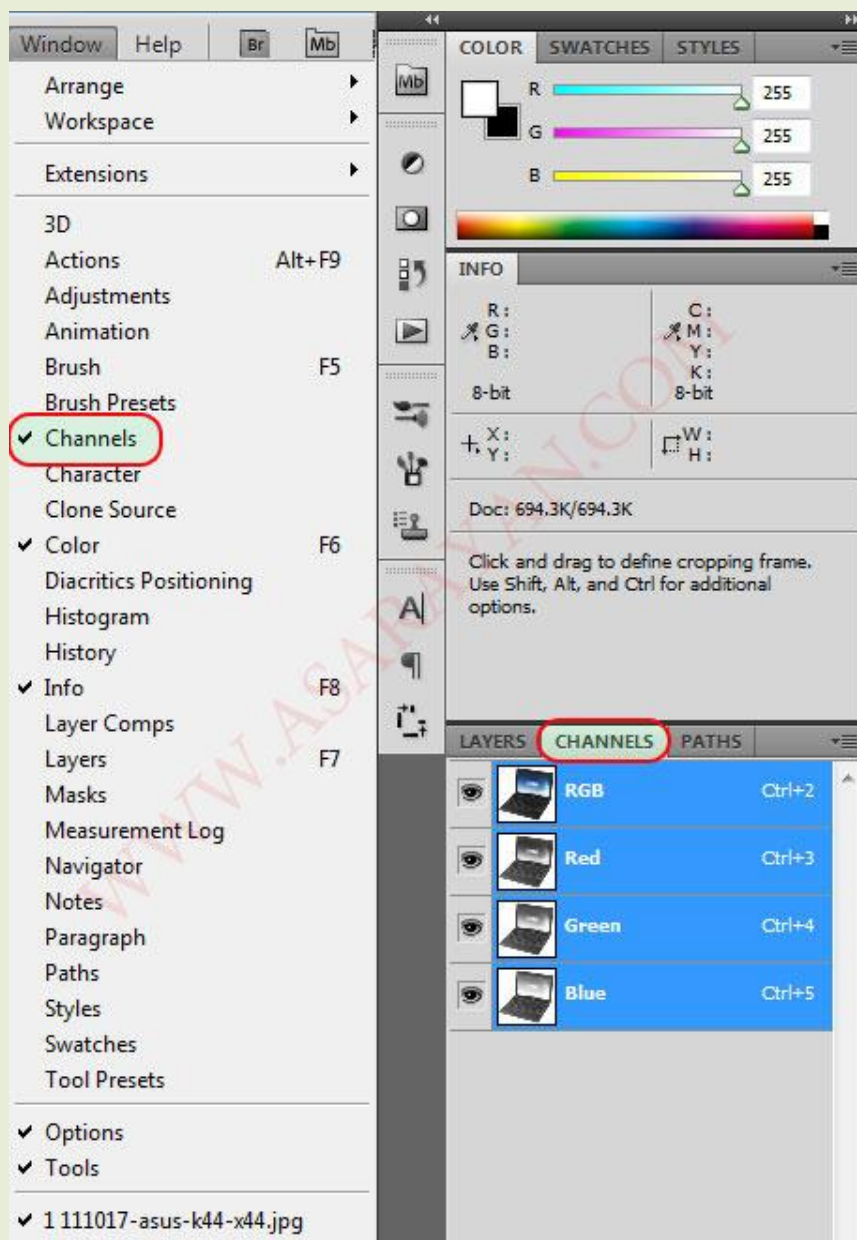 Window Help Br Mb
Arrange
Workspace
Extensions
3D
Actions Alt+F9
Adjustments
Animation
Brush F5
Brush Presets
Channels
Character
Clone Source
Color F6
Diacritics Positioning
Histogram
History
Info F8
Layer Comps
Layers F7
Masks
Measurement Log
Navigator
Notes
Paragraph
Paths
Styles
Swatches
Tool Presets
Options
Tools
1 111017-asus-k44-x44.jpg
Mb
A
COLOR SWATCHES STYLES
R 255
G 255
B 255
INFO
R: C:
G: M:
B: Y:
K:
8-bit 8-bit
X: W:
Y: H:
Doc: 694.3K/694.3K
Click and drag to define cropping frame.
Use Shift, Alt, and Ctrl for additional
options.
LAYERS CHANNELS PATHS
RGB Ctrl+2
Red Ctrl+3
Green Ctrl+4
Blue Ctrl+5
WWW.ASARAYAN.COM